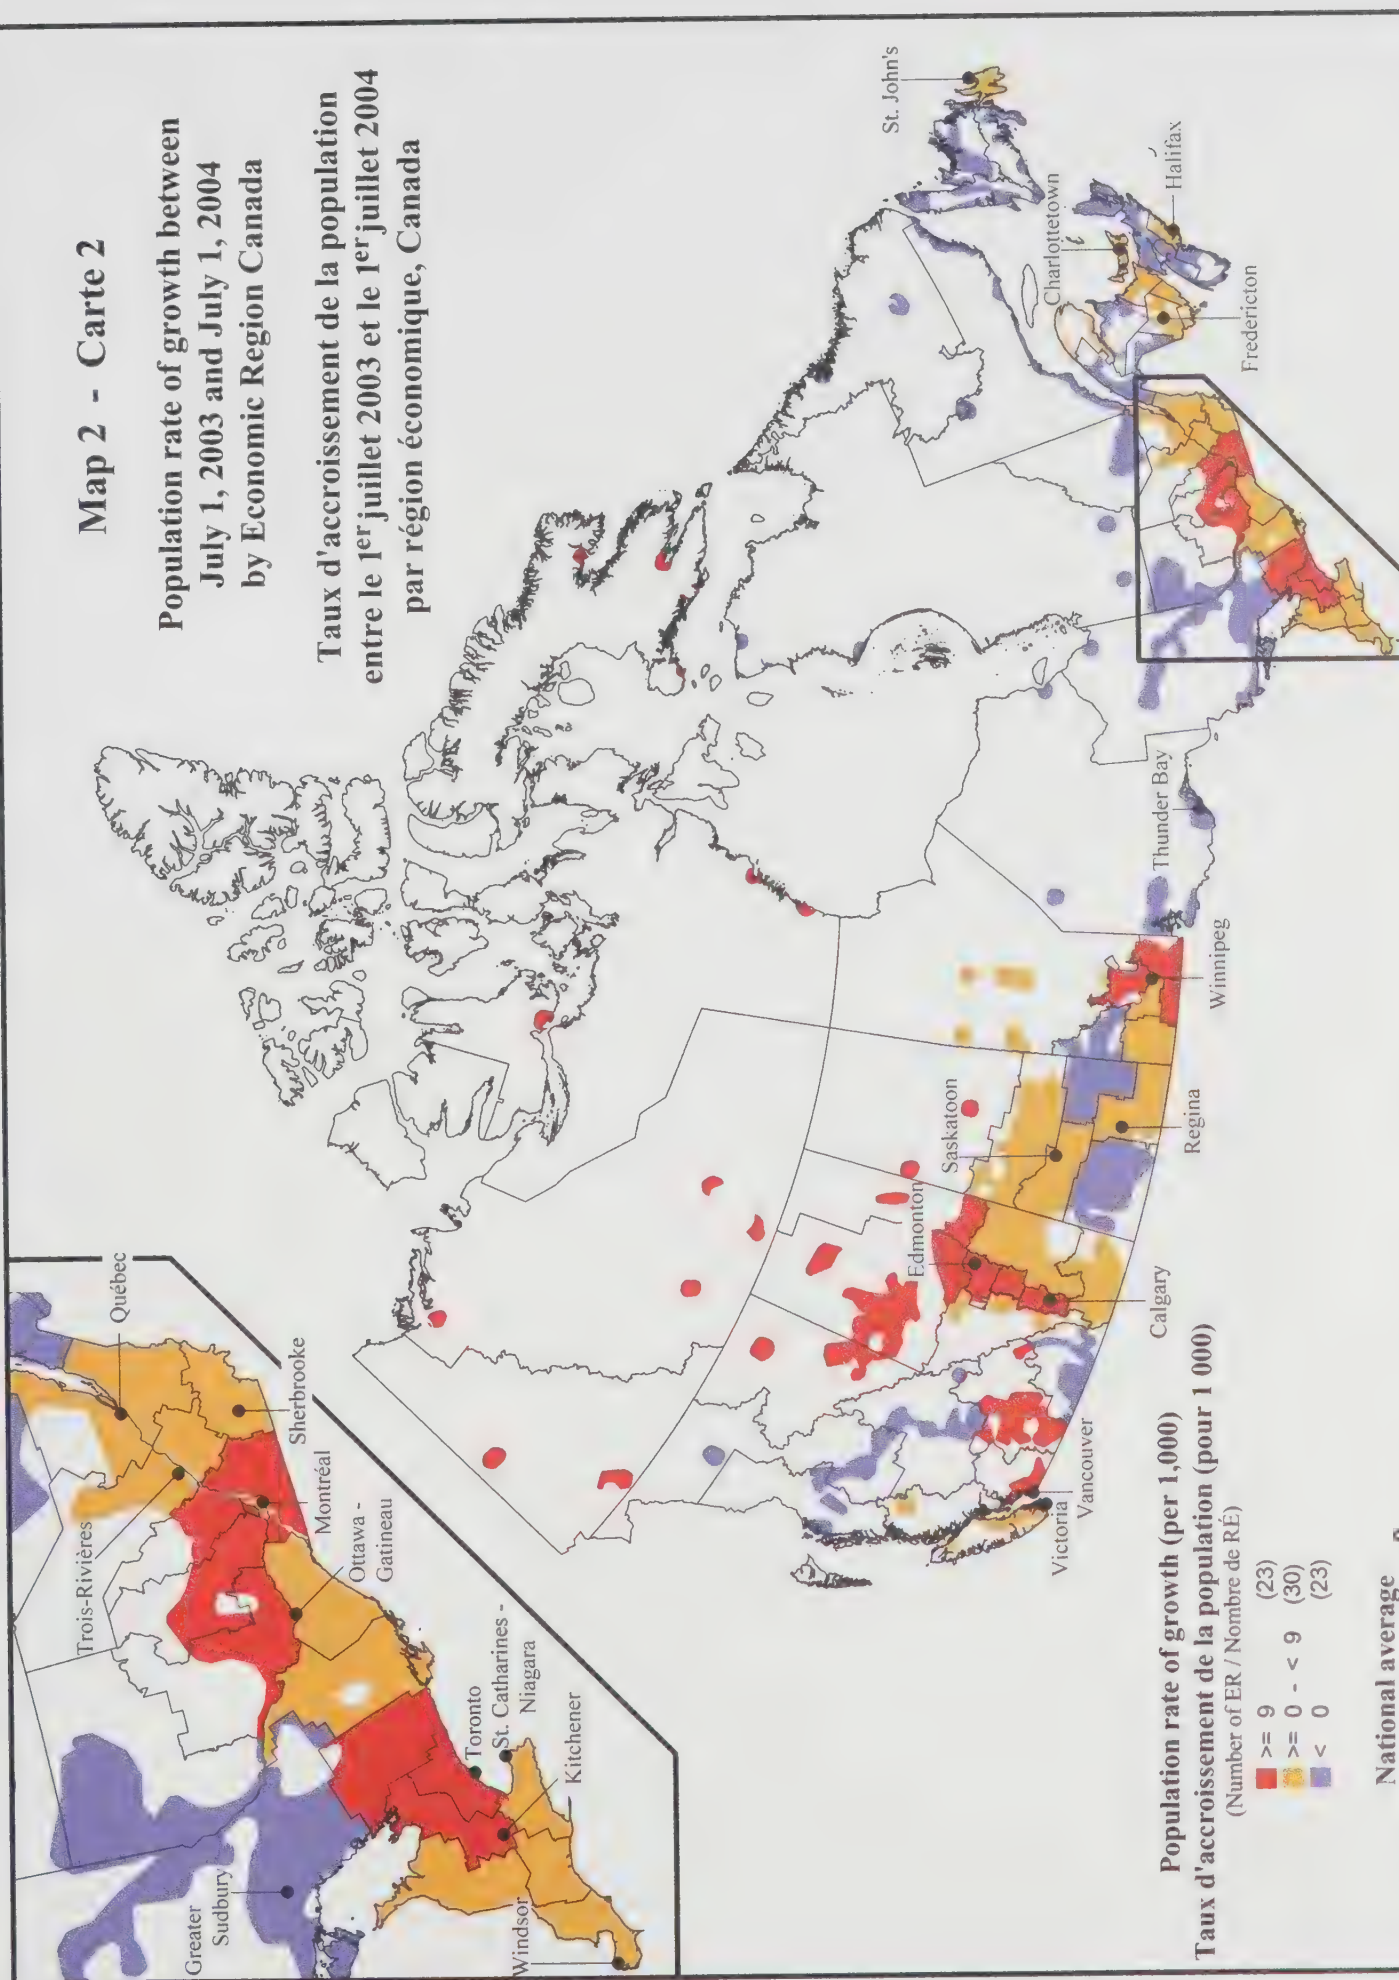 Map 2 - Carte 2
Population rate of growth between
July 1, 2003 and July 1, 2004
by Economic Region Canada
Taux d'accroissement de la population
entre le 1er juillet 2003 et le 1er juillet 2004
par région économique, Canada
Québec
Trois-Rivières
Sherbrooke
Montréal
Ottawa -
Gatineau
Greater
Sudbury
Toronto
St. Catharines -
Niagara
Kitchener
Windsor
St. John's
Charlottetown
Halifax
Fredericton
Thunder Bay
Winnipeg
Saskatoon
Regina
Edmonton
Calgary
Vancouver
Victoria
Population rate of growth (per 1,000)
Taux d'accroissement de la population (pour 1 000)
(Number of ER / Nombre de RÉ)
>= 9 (23)
>= 0 - < 9 (30)
< 0 (23)
National average